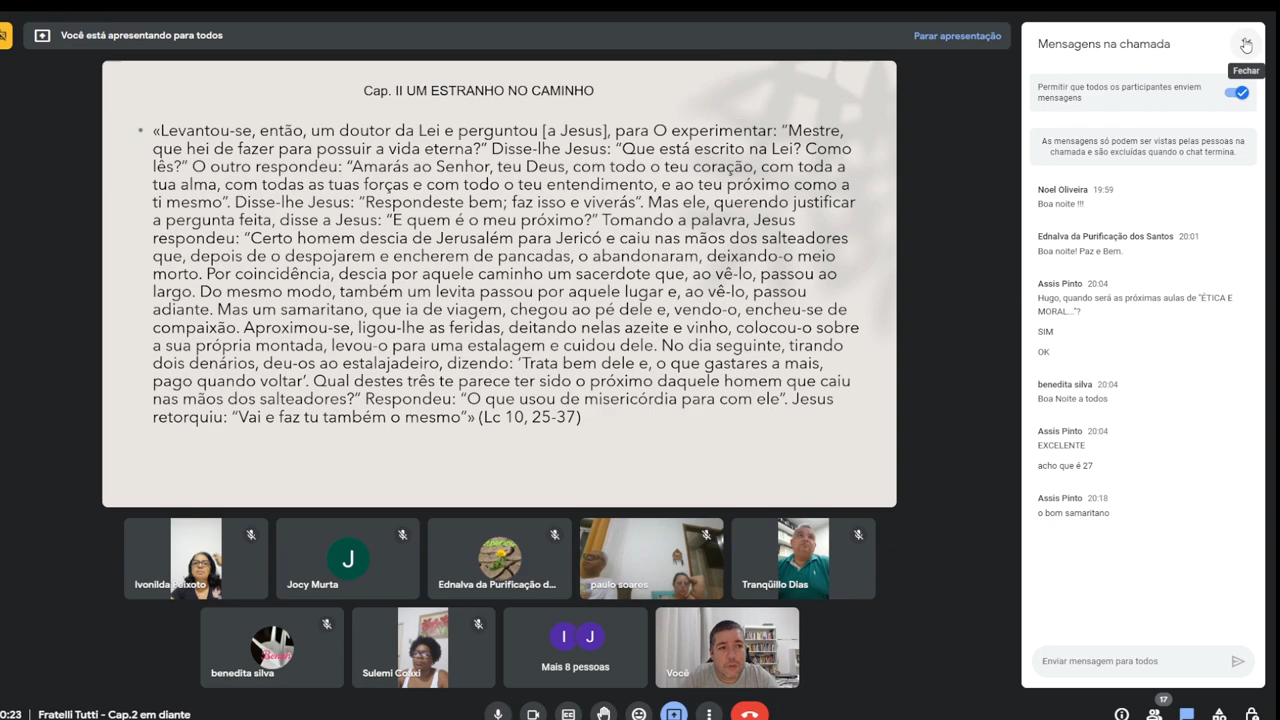 Você está apresentando para todos
Parar apresentação
Cap. II UM ESTRANHO NO CAMINHO
• «Levantou-se, então, um doutor da Lei e perguntou [a Jesus], para O experimentar: “Mestre,
que hei de fazer para possuir a vida eterna?” Disse-lhe Jesus: “Que está escrito na Lei? Como
lês?” O outro respondeu: “Amarás ao Senhor, teu Deus, com todo o teu coração, com toda a
tua alma, com todas as tuas forças e com todo o teu entendimento, e ao teu próximo como a
ti mesmo”. Disse-lhe Jesus: “Respondeste bem; faz isso e viverás”. Mas ele, querendo justificar
a pergunta feita, disse a Jesus: “E quem é o meu próximo?” Tomando a palavra, Jesus
respondeu: “Certo homem descia de Jerusalém para Jericó e caiu nas mãos dos salteadores
que, depois de o despojarem e encherem de pancadas, o abandonaram, deixando-o meio
morto. Por coincidência, descia por aquele caminho um sacerdote que, ao vê-lo, passou ao
largo. Do mesmo modo, também um levita passou por aquele lugar e, ao vê-lo, passou
adiante. Mas um samaritano, que ia de viagem, chegou ao pé dele e, vendo-o, encheu-se de
compaixão. Aproximou-se, ligou-lhe as feridas, deitando nelas azeite e vinho, colocou-o sobre
a sua própria montada, levou-o para uma estalagem e cuidou dele. No dia seguinte, tirando
dois denários, deu-os ao estalajadeiro, dizendo: ‘Trata bem dele e, o que gastares a mais,
pago quando voltar’. Qual destes três te parece ter sido o próximo daquele homem que caiu
nas mãos dos salteadores?” Respondeu: “O que usou de misericórdia para com ele”. Jesus
retorquiu: “Vai e faz tu também o mesmo”» (Lc 10, 25-37)
Ivonilda Peixoto
J
Jocy Murta
Ednalva da Purificação d...
paulo soares
Tranqüillo Dias
benedita silva
Sulemi Coaxi
I J
Mais 8 pessoas
Você
0:23 | Fratelli Tutti - Cap.2 em diante
17
Mensagens na chamada
Fechar
Permitir que todos os participantes enviem
mensagens
As mensagens só podem ser vistas pelas pessoas na
chamada e são excluídas quando o chat termina.
Noel Oliveira 19:59
Boa noite !!!
Ednalva da Purificação dos Santos 20:01
Boa noite! Paz e Bem.
Assis Pinto 20:04
Hugo, quando será as próximas aulas de "ÉTICA E
MORAL..."?
SIM
OK
benedita silva 20:04
Boa Noite a todos
Assis Pinto 20:04
EXCELENTE
acho que é 27
Assis Pinto 20:18
o bom samaritano
Enviar mensagem para todos